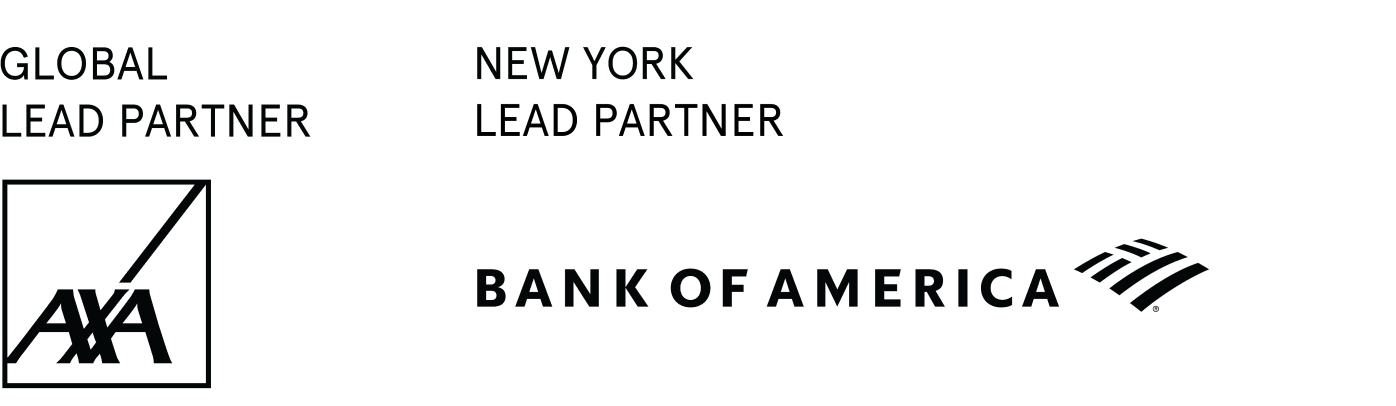 GLOBAL
LEAD PARTNER
AXA
NEW YORK
LEAD PARTNER
BANK OF AMERICA
®